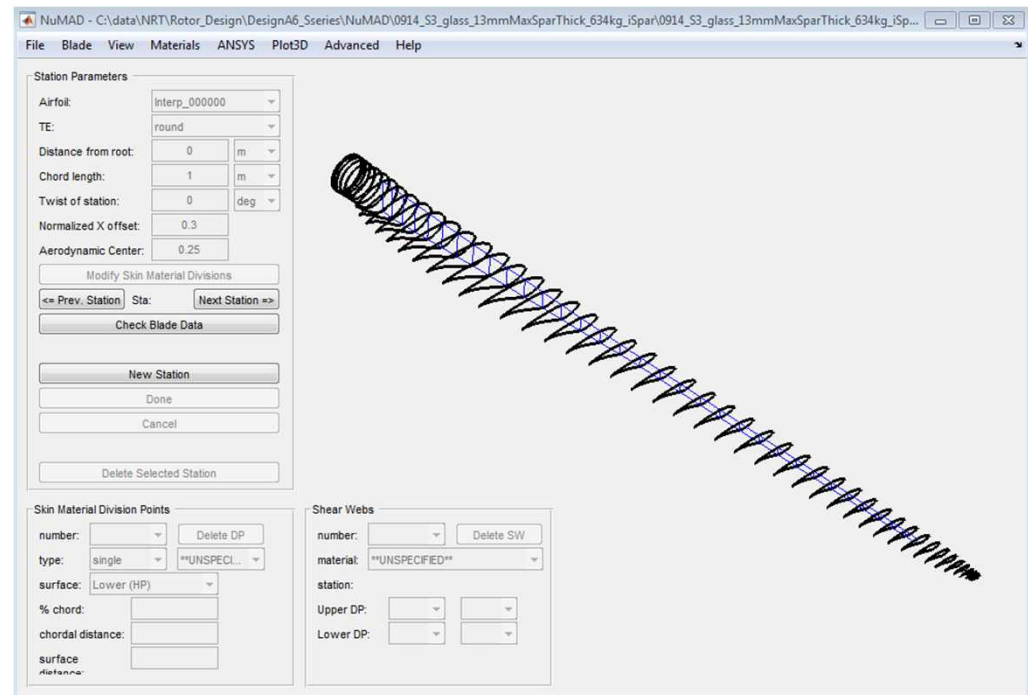 NuMAD - C:\data\NRT\Rotor_Design\DesignA6_Sseries\NuMAD\0914_S3_glass_13mmMaxSparThick_634kg_iSpar\0914_S3_glass_13mmMaxSparThick_634kg_iSp...
File Blade View Materials ANSYS Plot3D Advanced Help
Station Parameters
Airfoil: Interp_000000
TE: round
Distance from root: 0 m
Chord length: 1 m
Twist of station: 0 deg
Normalized X offset: 0.3
Aerodynamic Center: 0.25
Modify Skin Material Divisions
<= Prev. Station Sta: Next Station =>
Check Blade Data
New Station
Done
Cancel
Delete Selected Station
Skin Material Division Points
number: Delete DP
type: single **UNSPECI...
surface: Lower (HP)
% chord:
chordal distance:
surface
distance:
Shear Webs
number: Delete SW
material: **UNSPECIFIED**
station:
Upper DP:
Lower DP: